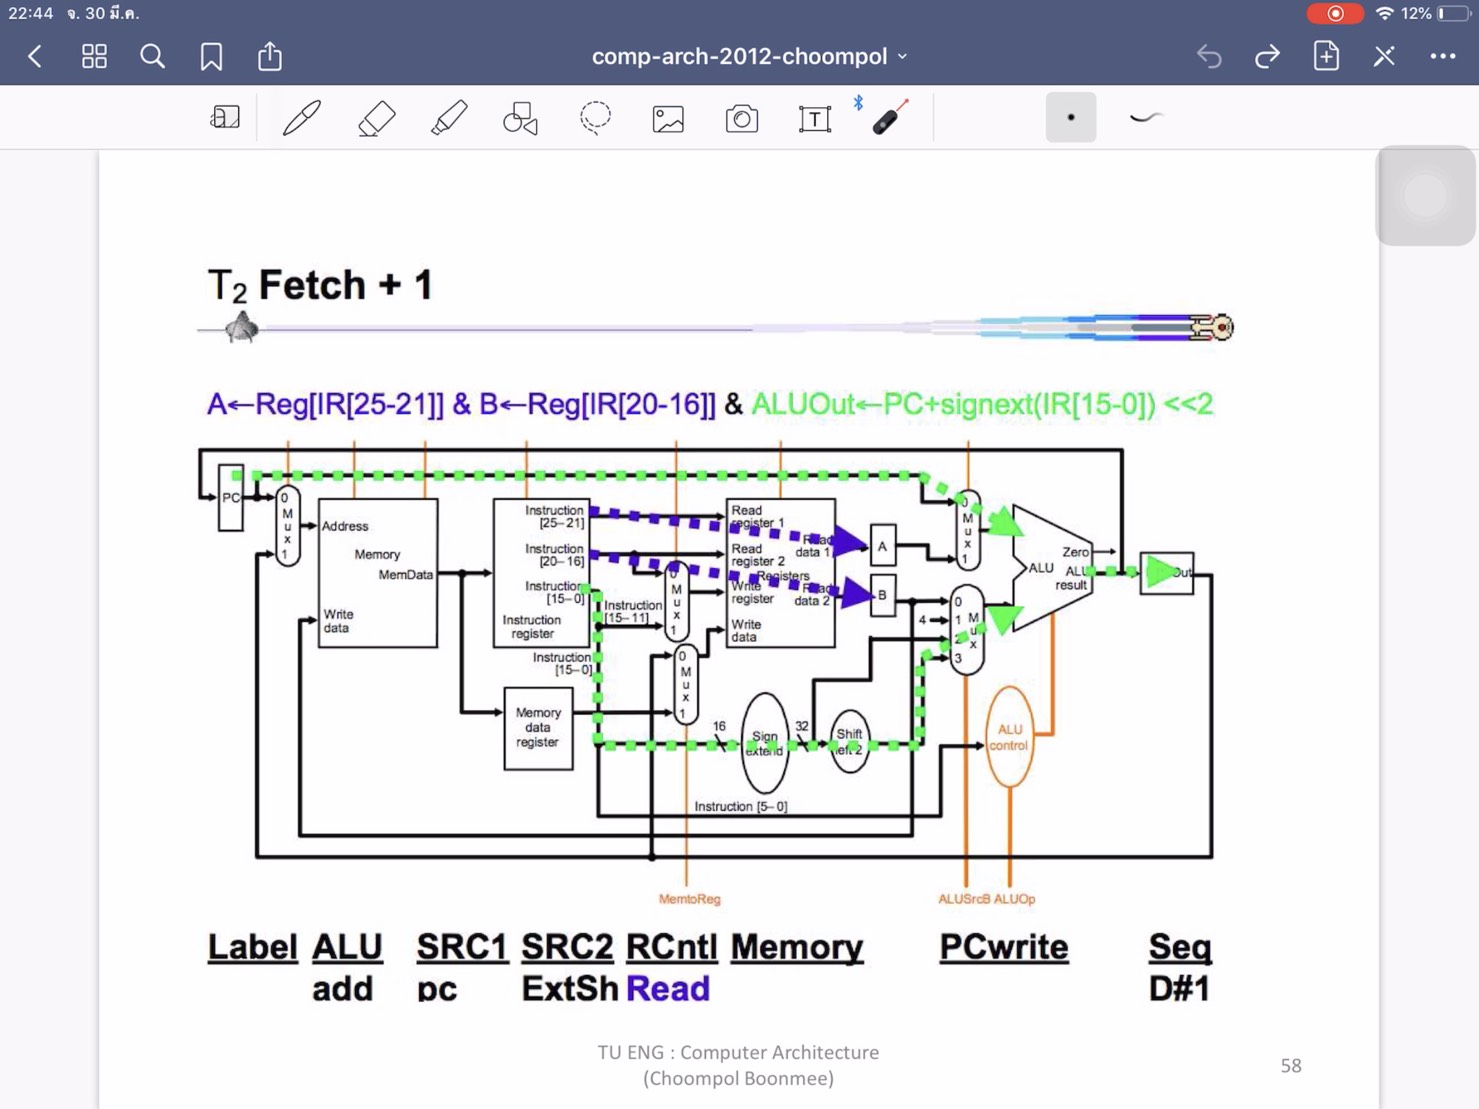 22:44 จ. 30 มี.ค.
12%
comp-arch-2012-choompol
T
T2 Fetch + 1
A←Reg[IR[25-21]] & B←Reg[IR[20-16]] & ALUOut←PC+signext(IR[15-0]) <<2
PC
0
M
u
x
1
Address
Memory
MemData
Write
data
Instruction
[25–21]
Instruction
[20–16]
Instruction
[15–0]
Instruction
register
Instruction
[15–11]
Instruction
[15–0]
Memory
data
register
0
M
u
x
1
0
M
u
x
1
Read
register 1
Read
register 2
Registers
Write
register
Write
data
Read
data 1
Read
data 2
A
B
16
Sign
extend
32
Shift
left 2
Instruction [5–0]
0
M
u
x
1
4
0
1 M
2 u
x
3
Zero
ALU
ALU
result
Out
ALU
control
MemtoReg
ALUSrcB ALUOp
Label ALU SRC1 SRC2 RCntl Memory PCwrite Seq
add pc ExtSh Read D#1
TU ENG : Computer Architecture
(Choompol Boonmee)
58